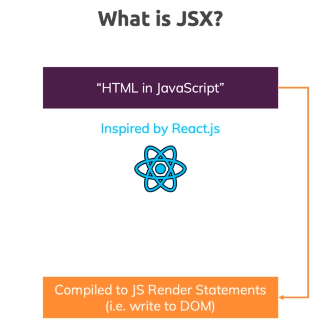 What is JSX?
“HTML in JavaScript”
Inspired by React.js
Compiled to JS Render Statements
(i.e. write to DOM)